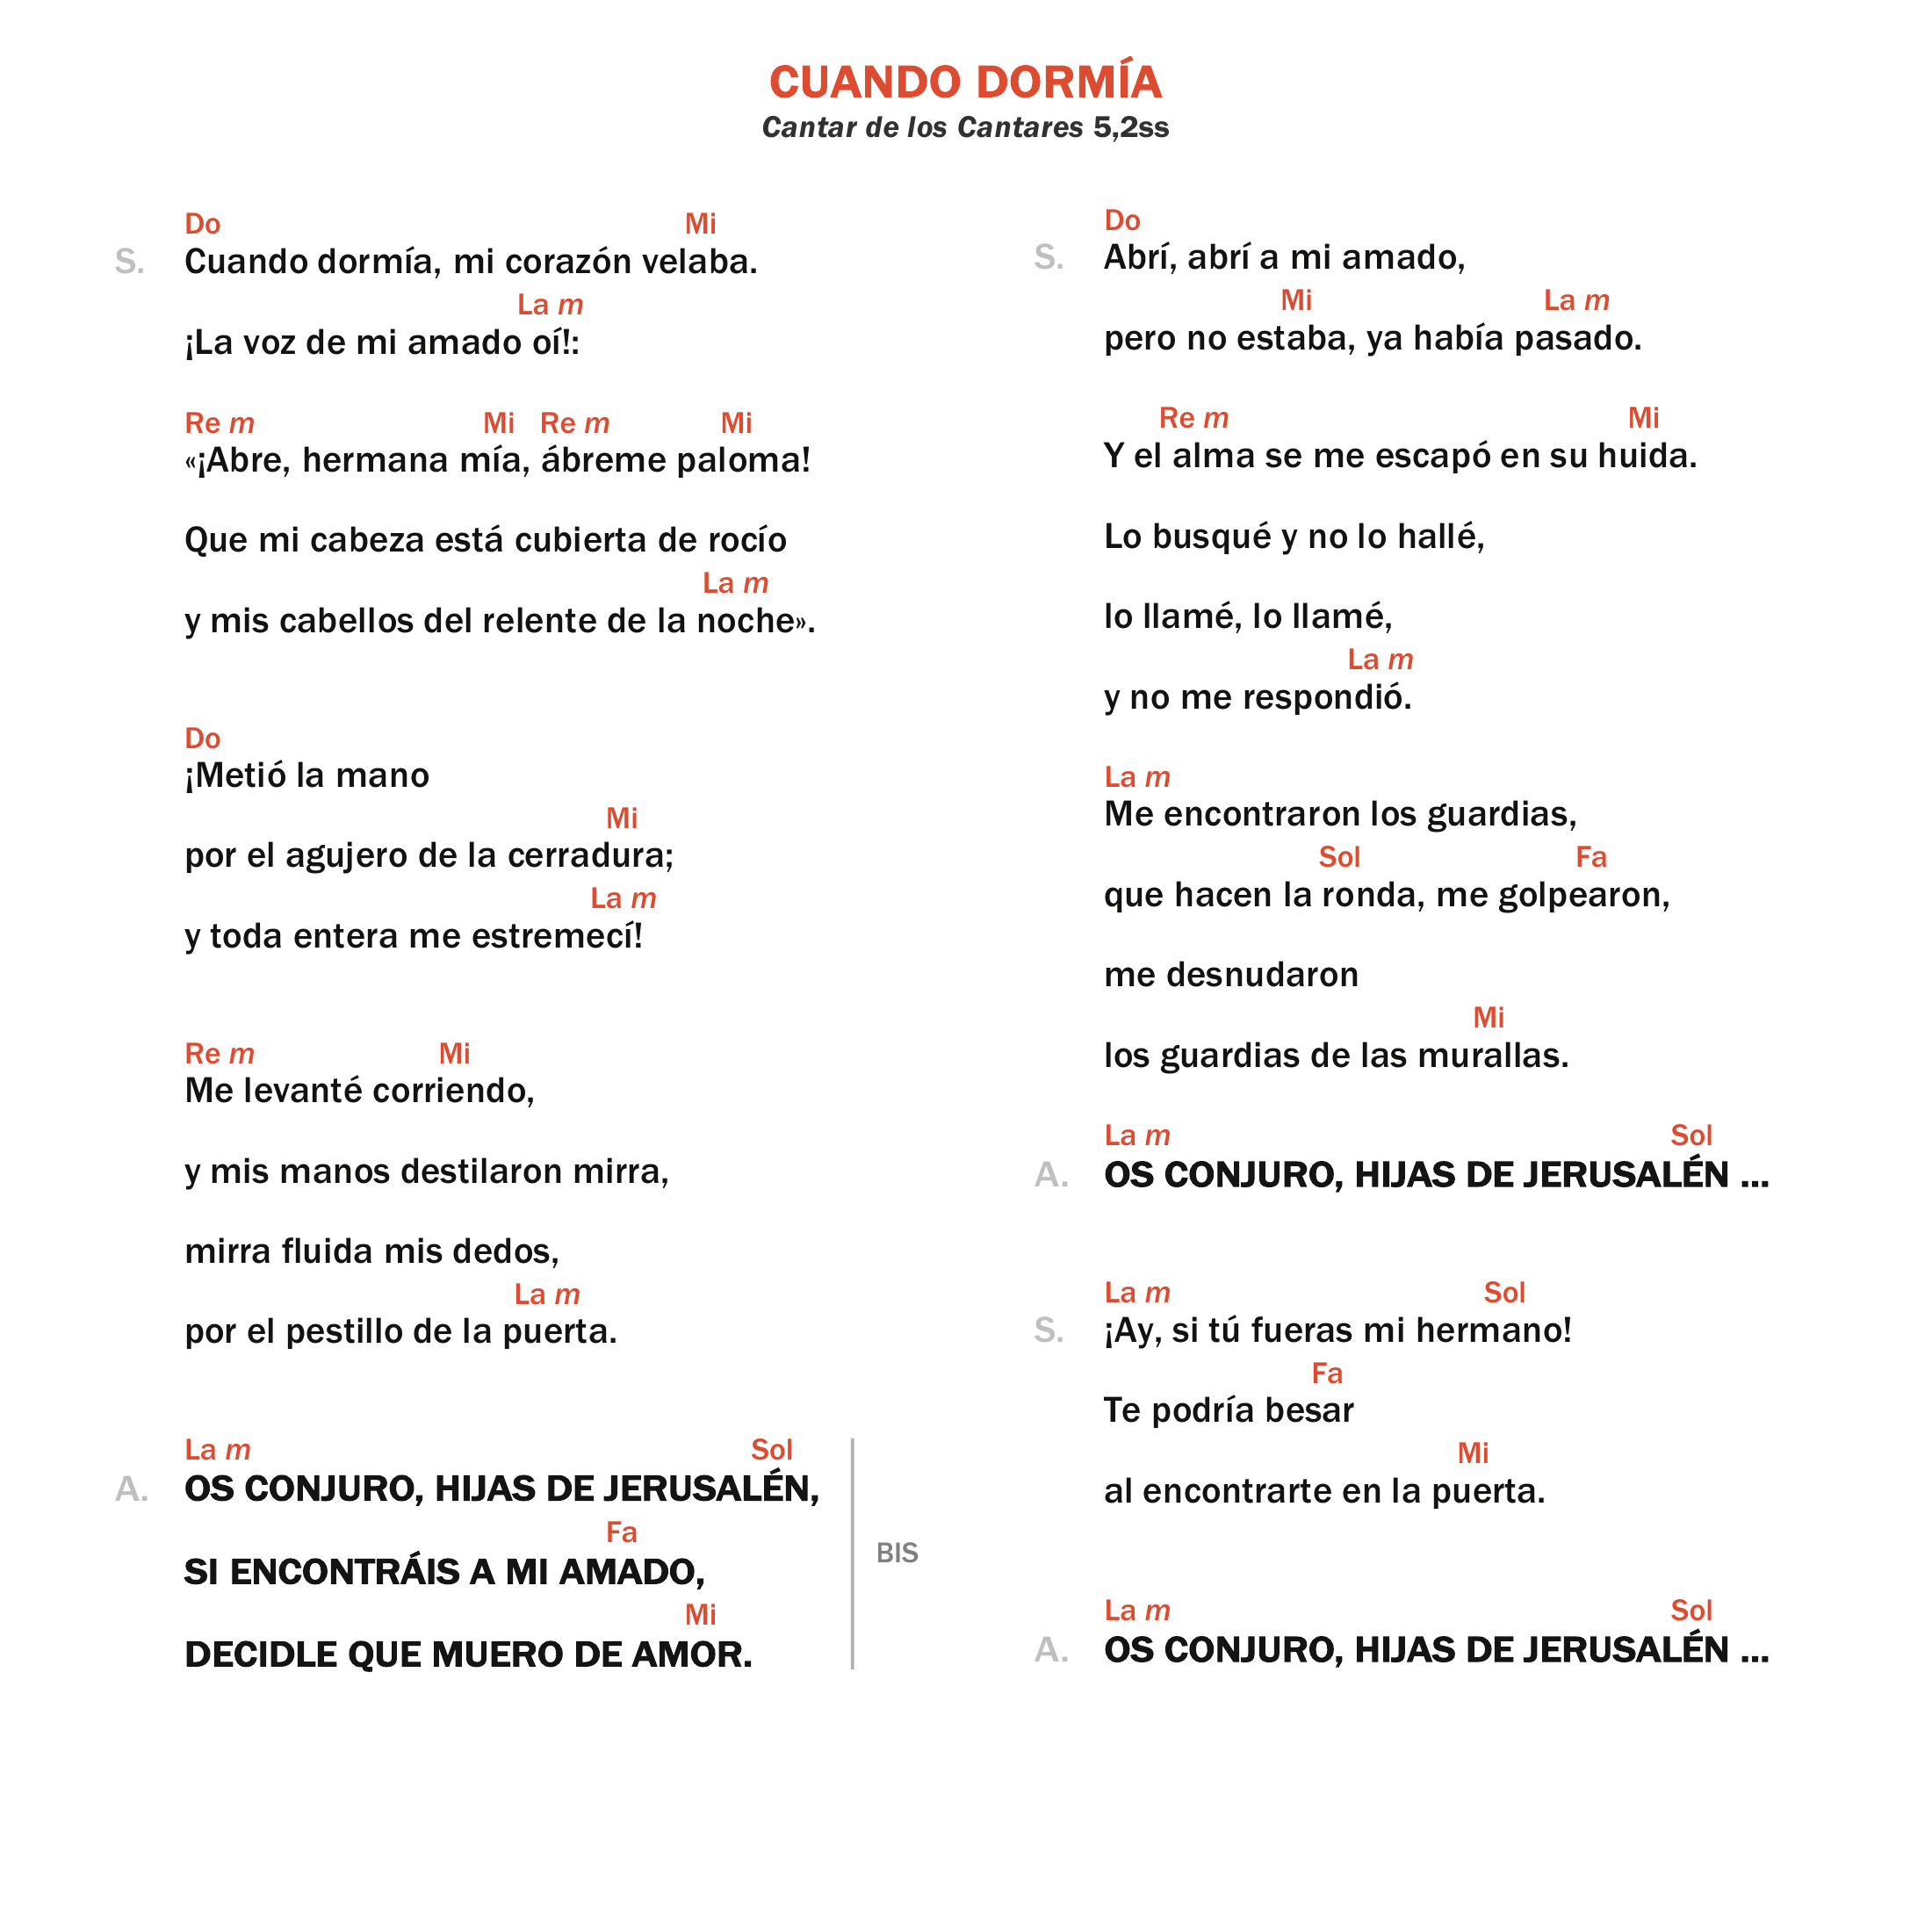 CUANDO DORMÍA
Cantar de los Cantares 5,2ss
Do Mi
S. Cuando dormía, mi corazón velaba.
La m
¡La voz de mi amado oí!:
Re m Mi Re m Mi
«¡Abre, hermana mía, ábreme paloma!
Que mi cabeza está cubierta de rocío
La m
y mis cabellos del relente de la noche».
Do
¡Metió la mano
Mi
por el agujero de la cerradura;
La m
y toda entera me estremecí!
Re m Mi
Me levanté corriendo,
y mis manos destilaron mirra,
mirra fluida mis dedos,
La m
por el pestillo de la puerta.
La m Sol
A. OS CONJURO, HIJAS DE JERUSALÉN,
Fa
SI ENCONTRÁIS A MI AMADO,
BIS
Mi
DECIDLE QUE MUERO DE AMOR.
Do
S. Abrí, abrí a mi amado,
Mi La m
pero no estaba, ya había pasado.
Re m Mi
Y el alma se me escapó en su huida.
Lo busqué y no lo hallé,
lo llamé, lo llamé,
La m
y no me respondió.
La m
Me encontraron los guardias,
Sol Fa
que hacen la ronda, me golpearon,
me desnudaron
Mi
los guardias de las murallas.
La m Sol
A. OS CONJURO, HIJAS DE JERUSALÉN ...
La m Sol
S. ¡Ay, si tú fueras mi hermano!
Fa
Te podría besar
Mi
al encontrarte en la puerta.
La m Sol
A. OS CONJURO, HIJAS DE JERUSALÉN ...